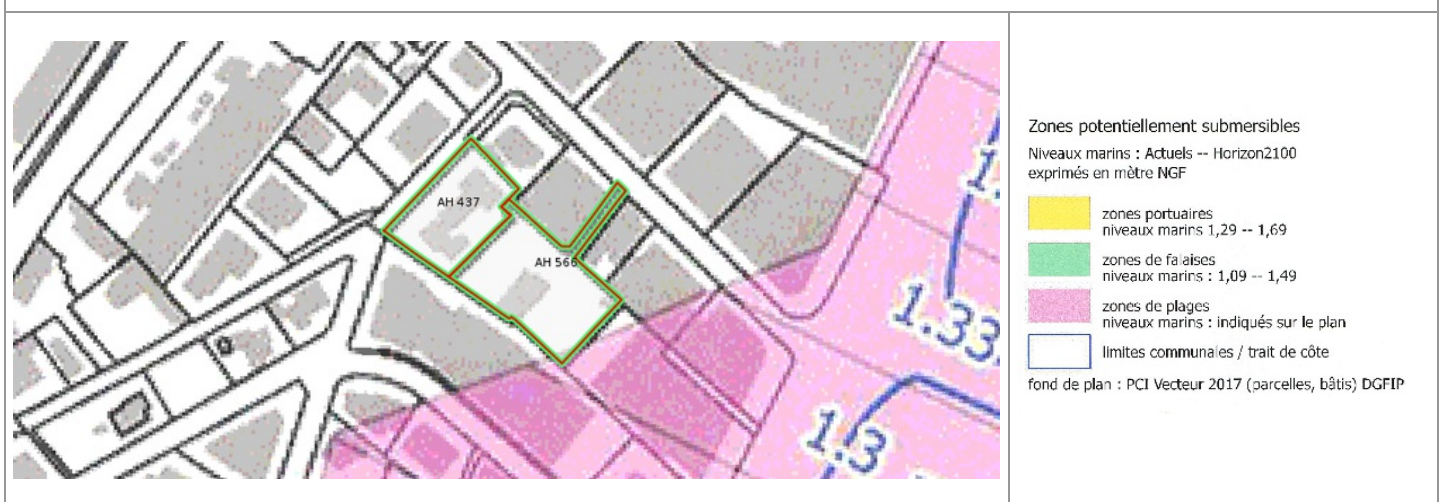 AH 437
AH 566
1.
1.33
1.3
Zones potentiellement submersibles
Niveaux marins : Actuels -- Horizon2100
exprimés en mètre NGF
zones portuaires
niveaux marins 1,29 -- 1,69
zones de falaises
niveaux marins : 1,09 -- 1,49
zones de plages
niveaux marins : indiqués sur le plan
limites communales / trait de côte
fond de plan : PCI Vecteur 2017 (parcelles, bâtis) DGFIP